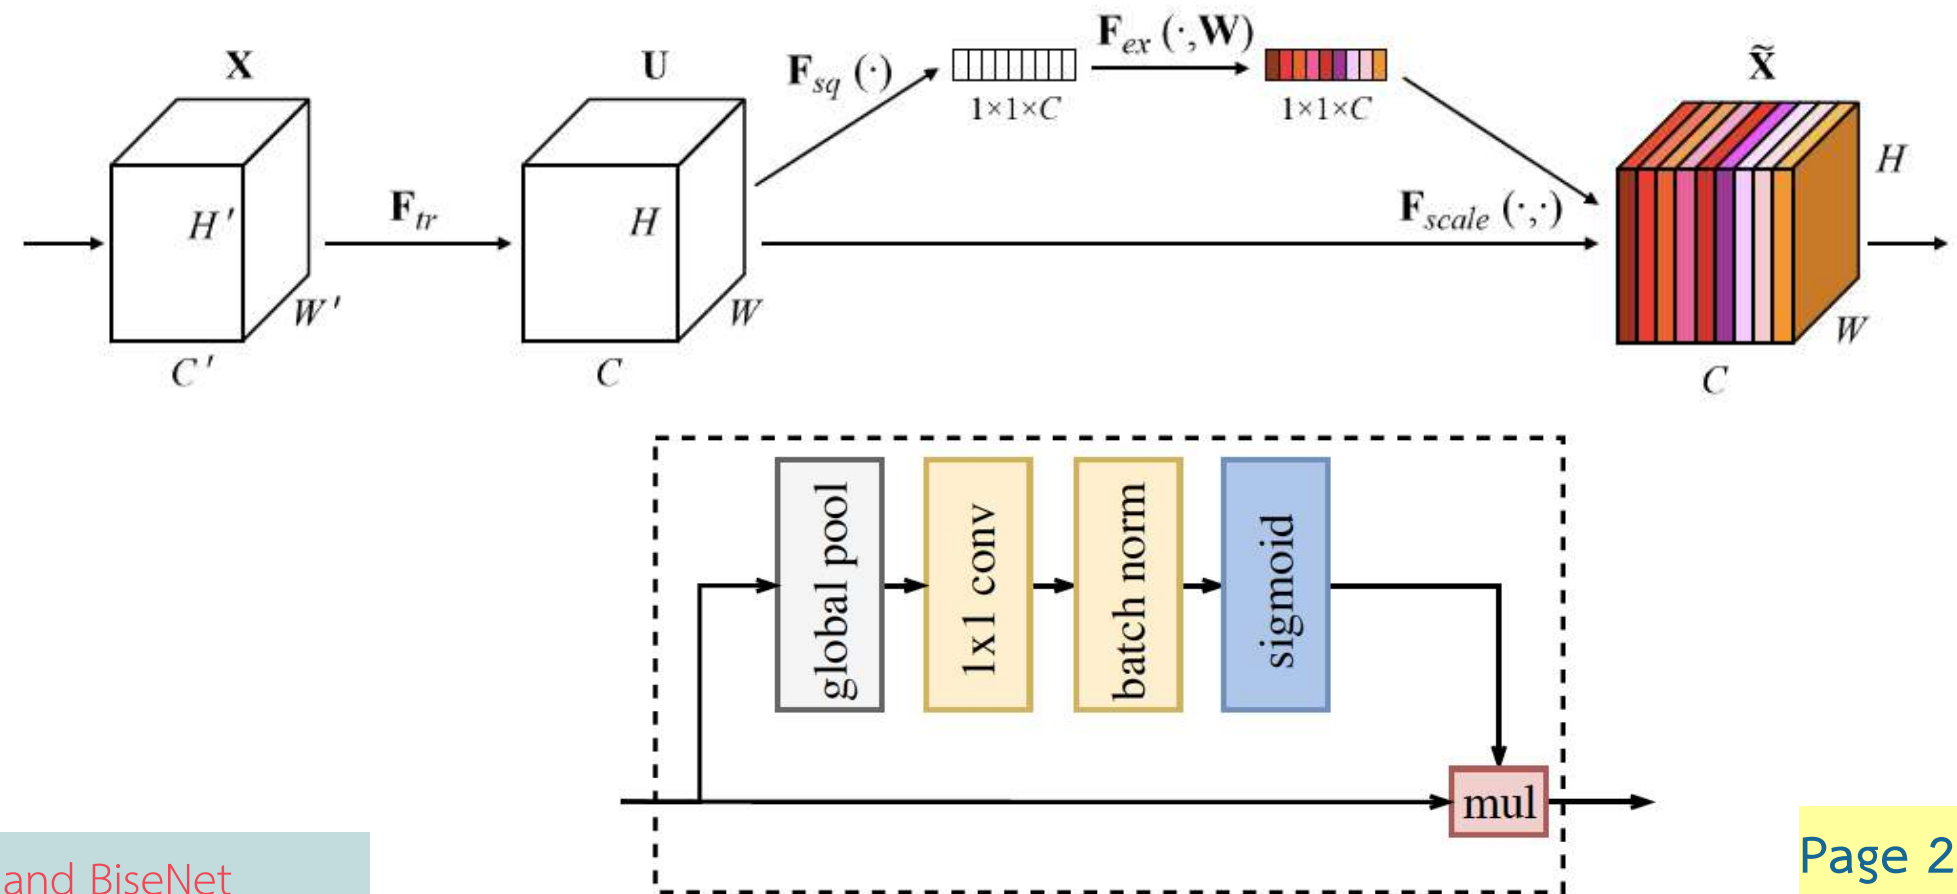 X
U
F_sq (·)
F_ex (·,W)
1×1×C
1×1×C
X̃
H'
W'
C'
F_tr
H
W
C
F_scale (·,·)
H
W
C
global pool
1x1 conv
batch norm
sigmoid
mul
and BiseNet
Page 2